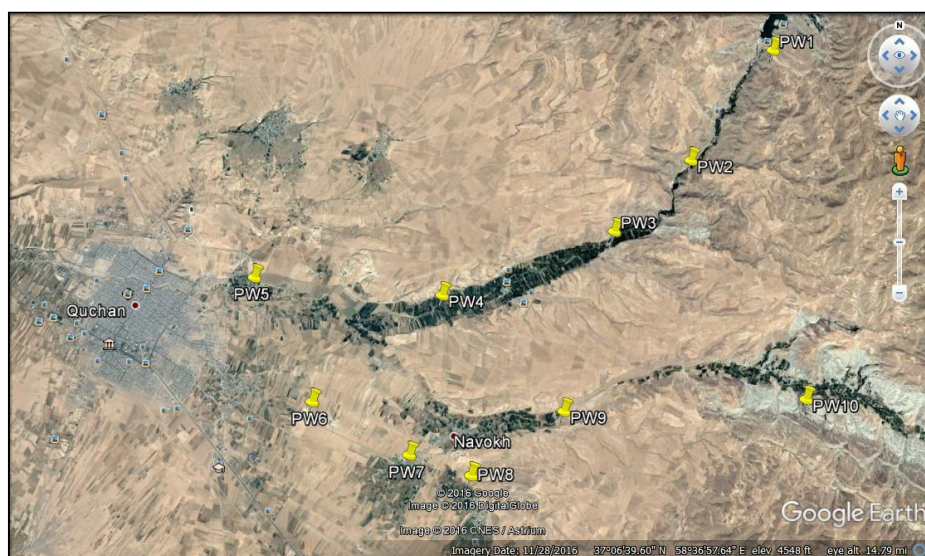 N
PW1
PW2
PW3
PW5
PW4
Quchan
PW6
PW9
PW10
Navokh
PW7
PW8
© 2016 Google
Image © 2016 DigitalGlobe
Image © 2016 CNES / Astrium
Google Earth
Imagery Date: 11/28/2016 37°06'39.60" N 58°36'57.64" E elev 4548 ft eye alt 14.79 mi